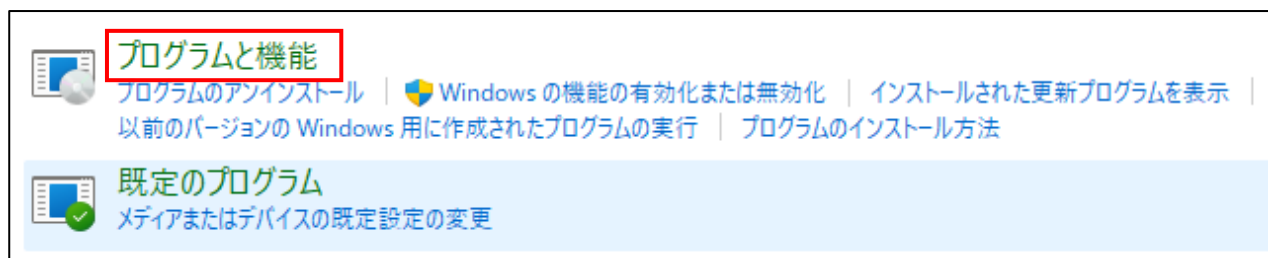 プログラムと機能
プログラムのアンインストール | Windows の機能の有効化または無効化 | インストールされた更新プログラムを表示 |
以前のバージョンの Windows 用に作成されたプログラムの実行 | プログラムのインストール方法
既定のプログラム
メディアまたはデバイスの既定設定の変更